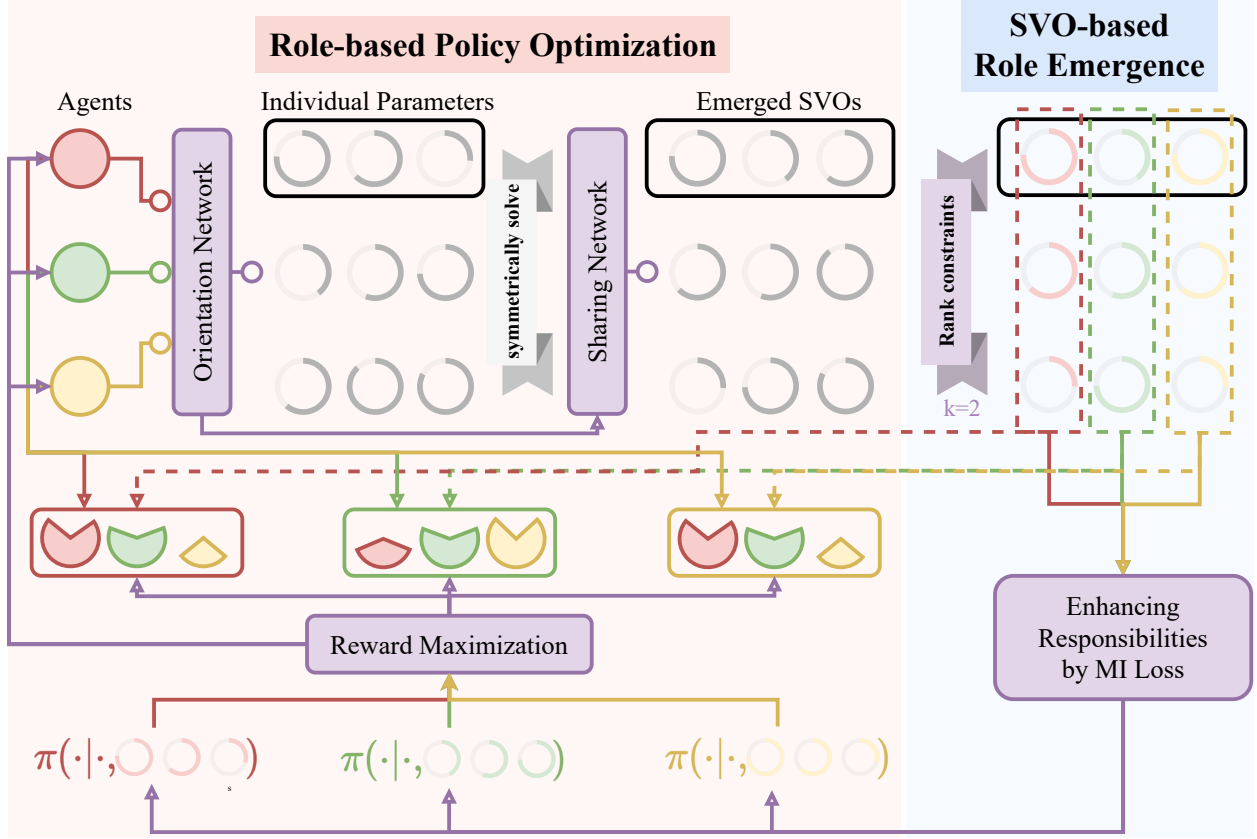 Role-based Policy Optimization
SVO-based
Role Emergence
Agents
Individual Parameters
Emerged SVOs
Orientation Network
symmetrically solve
Sharing Network
Rank constraints
k=2
Reward Maximization
Enhancing
Responsibilities
by MI Loss
π(·|·, )
π(·|·, )
π(·|·, )
s